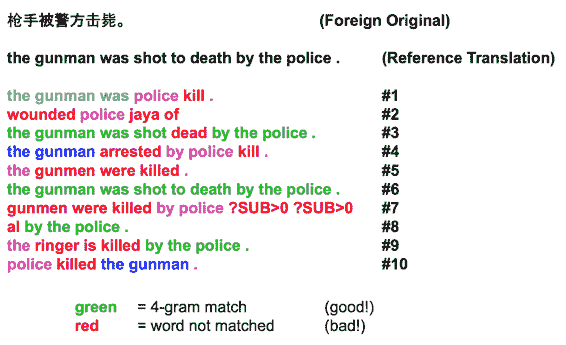 枪手被警方击毙。 (Foreign Original)
the gunman was shot to death by the police . (Reference Translation)
the gunman was police kill . #1
wounded police jaya of #2
the gunman was shot dead by the police . #3
the gunman arrested by police kill . #4
the gunmen were killed . #5
the gunman was shot to death by the police . #6
gunmen were killed by police ?SUB>0 ?SUB>0 #7
al by the police . #8
the ringer is killed by the police . #9
police killed the gunman . #10
green = 4-gram match (good!)
red = word not matched (bad!)